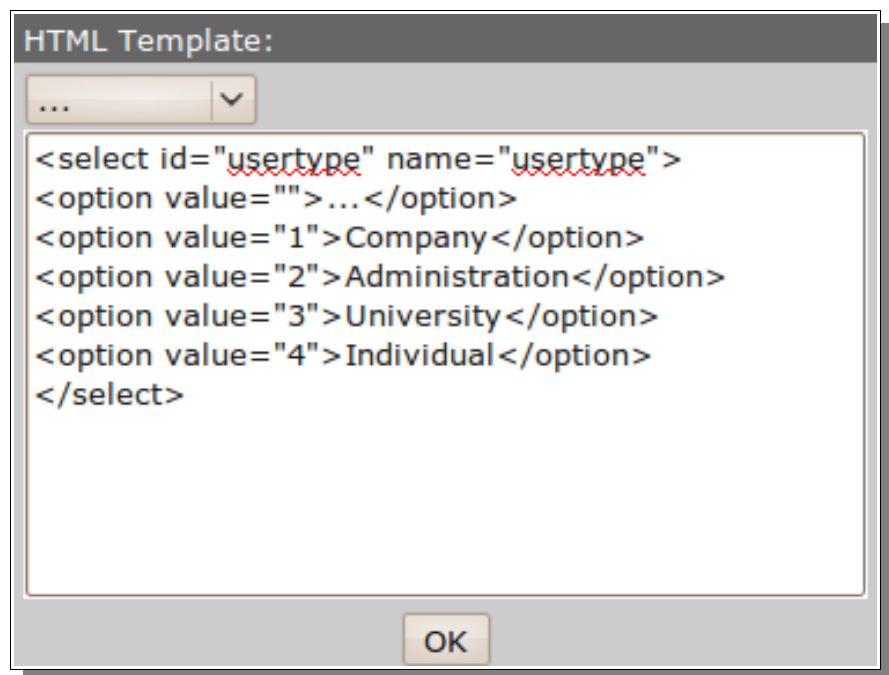 HTML Template:
...
<select id="usertype" name="usertype">
<option value="">...</option>
<option value="1">Company</option>
<option value="2">Administration</option>
<option value="3">University</option>
<option value="4">Individual</option>
</select>
OK